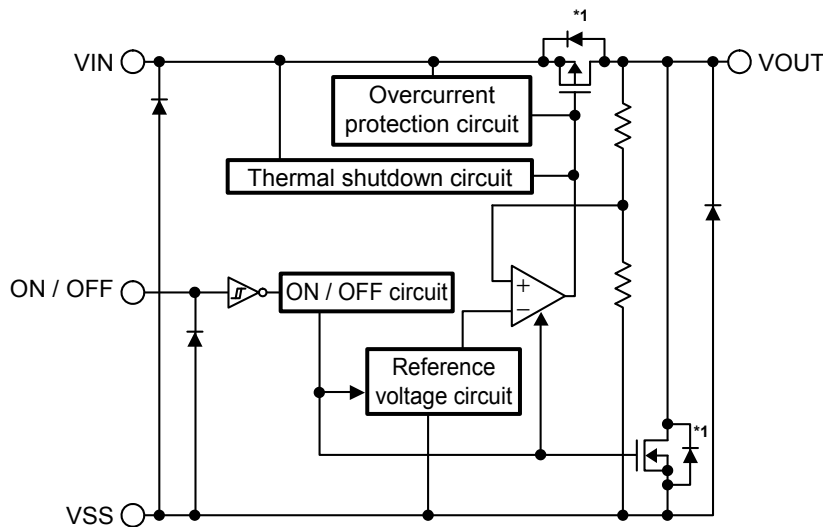 *1
VIN
VOUT
Overcurrent
protection circuit
Thermal shutdown circuit
ON / OFF
ON / OFF circuit
+
−
Reference
voltage circuit
*1
VSS